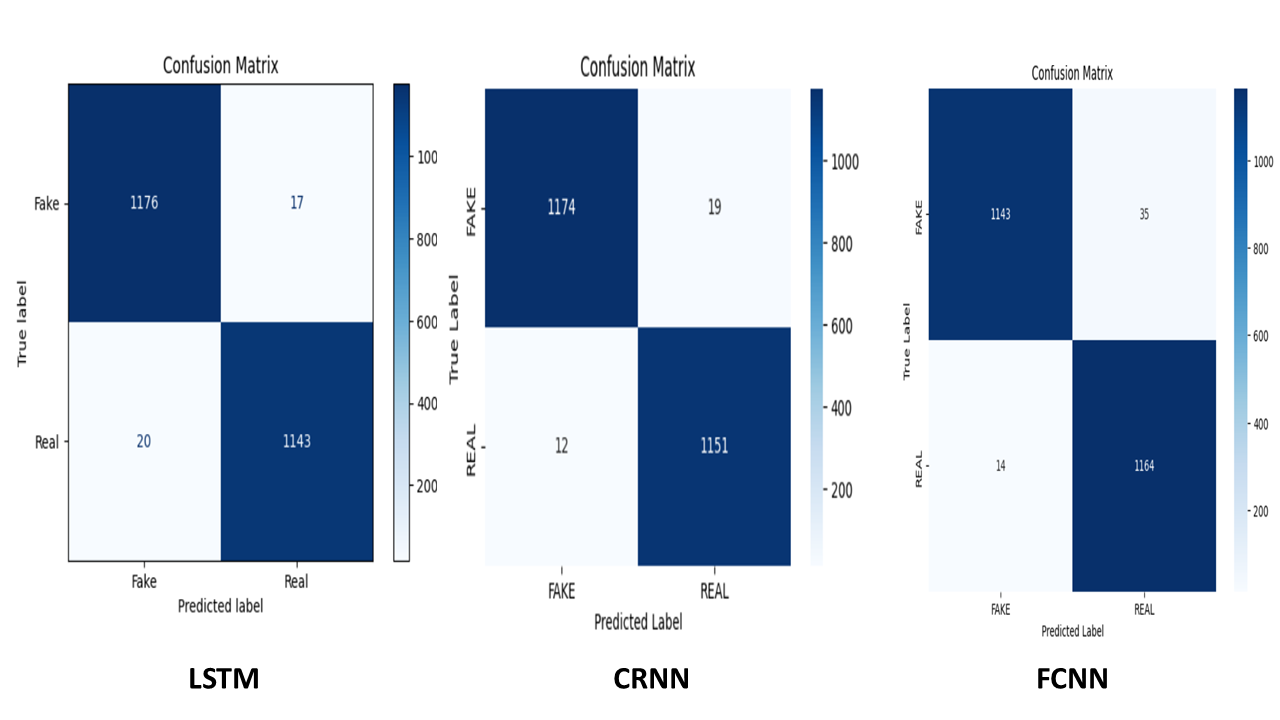 Confusion Matrix
True label
Fake
1176
17
Real
20
1143
Fake
Real
Predicted label
100
800
600
400
200
LSTM
Confusion Matrix
True Label
FAKE
1174
19
REAL
12
1151
FAKE
REAL
Predicted Label
1000
800
600
400
200
CRNN
Confusion Matrix
True Label
FAKE
1143
35
REAL
14
1164
FAKE
REAL
Predicted Label
1000
800
600
400
200
FCNN